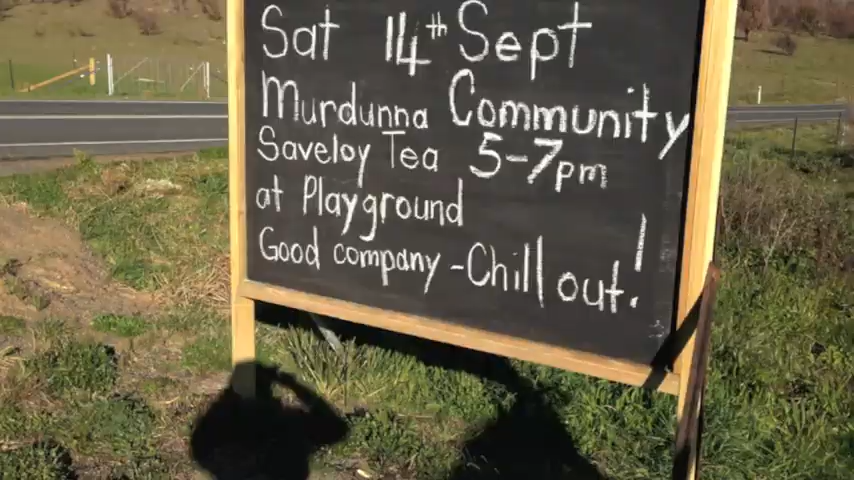 Sat 14th Sept
Murdunna Community
Saveloy Tea 5-7pm
at Playground
Good company - Chill out!